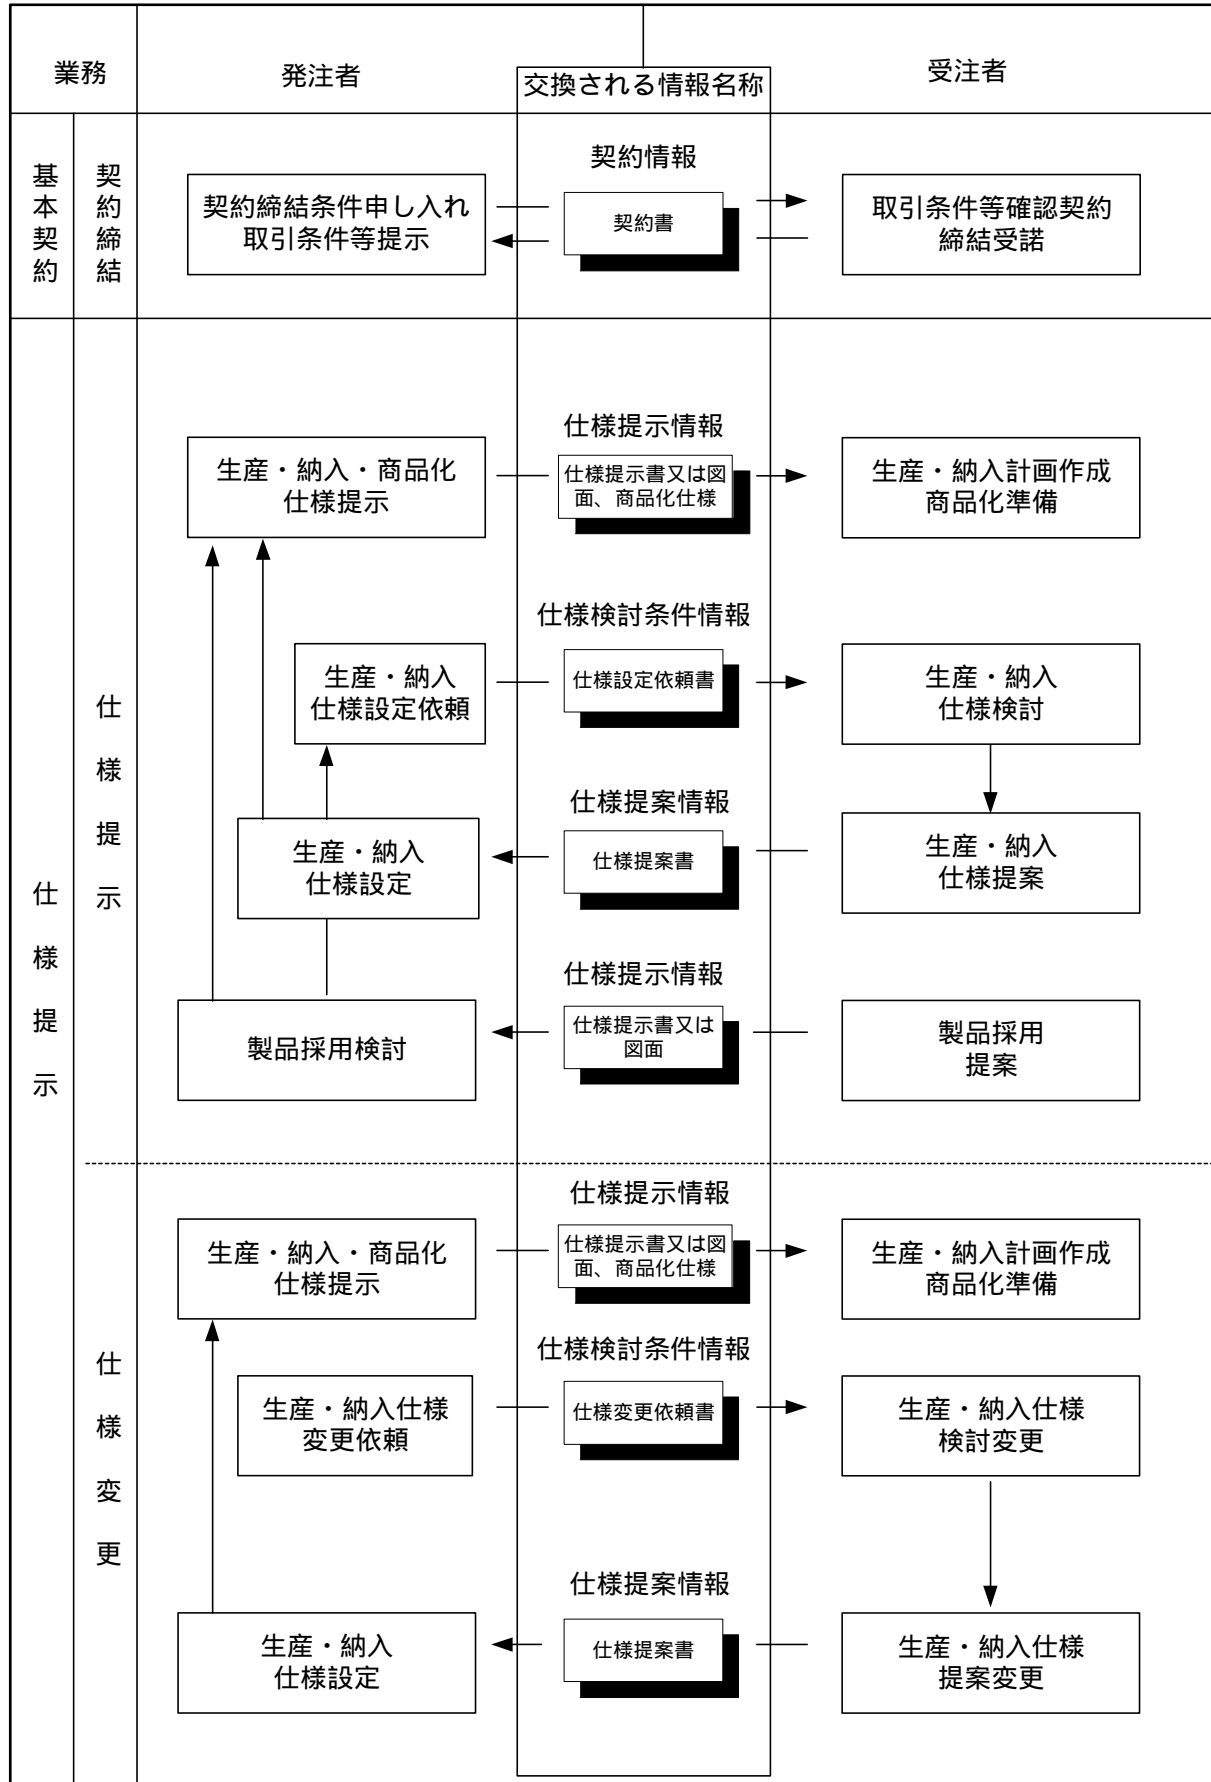 業務
発注者
交換される情報名称
受注者
基本契約
契約締結
契約情報
契約締結条件申し入れ
取引条件等提示
契約書
取引条件等確認契約
締結受諾
仕様提示
仕様提示
仕様提示情報
生産・納入・商品化
仕様提示
仕様提示書又は図
面、商品化仕様
生産・納入計画作成
商品化準備
仕様検討条件情報
生産・納入
仕様設定依頼
仕様設定依頼書
生産・納入
仕様検討
仕様提案情報
生産・納入
仕様設定
仕様提案書
生産・納入
仕様提案
仕様提示情報
製品採用検討
仕様提示書又は
図面
製品採用
提案
仕様変更
仕様提示情報
生産・納入・商品化
仕様提示
仕様提示書又は図
面、商品化仕様
生産・納入計画作成
商品化準備
仕様検討条件情報
生産・納入仕様
変更依頼
仕様変更依頼書
生産・納入仕様
検討変更
仕様提案情報
生産・納入
仕様設定
仕様提案書
生産・納入仕様
提案変更